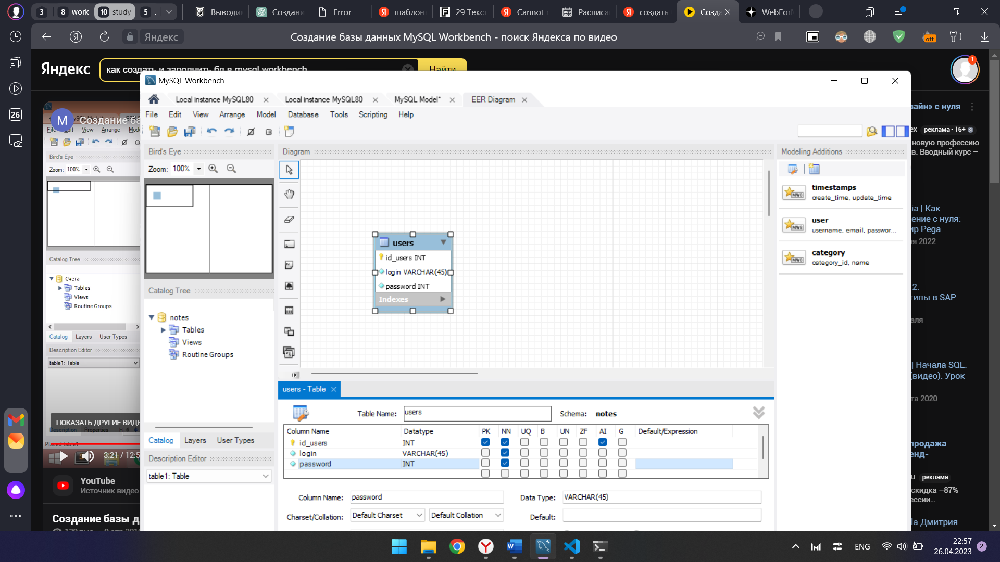 3
8 work
10 study
5 .
Выводи
Создани
Error
шаблон
29 Текст
Cannot
Расписа
создать
Созда
WebFor
Яндекс
Создание базы данных MySQL Workbench - поиск Яндекса по видео
off
Яндекс
как создать и заполнить бд в mysql workbench
Найти
1
26
MySQL Workbench
Local instance MySQL80
Local instance MySQL80
MySQL Model*
EER Diagram
File Edit View Arrange Model Database Tools Scripting Help
Bird's Eye
Zoom: 100%
Diagram
Modeling Additions
timestamps
create_time, update_time
user
username, email, passwor...
category
category_id, name
users
id_users INT
login VARCHAR(45)
password INT
Indexes
Catalog Tree
notes
Tables
Views
Routine Groups
Catalog Layers User Types
Description Editor
table1: Table
users - Table
Table Name: users
Schema: notes
Column Name Datatype PK NN UQ B UN ZF AI G Default/Expression
id_users INT
login VARCHAR(45)
password INT
Column Name: password
Data Type: VARCHAR(45)
Charset/Collation: Default Charset Default Collation
Default:
M
Создание ба
File Edit View Arrange Mode
Bird's Eye
Zoom: 100%
Catalog Tree
Счета
Tables
Views
Routine Groups
Catalog Layers User Types
Description Editor
table1: Table
ПОКАЗАТЬ ДРУГИЕ ВИДЕ
Description Properties H
Placed table1
3:21 / 12:5
YouTube
Источник видео
Создание базы д
зайн» с нуля
ex реклама • 16+
новую профессию
ев. Вводный курс —
ia | Как
ение с нуля:
ир Pega
ря 2022
2.
типы в SAP
аля
| Начала SQL.
(видео). Урок
та 2020
продажа
енд-
u реклама
скидка –87%
ессии...
la Дмитрия
ENG
22:57
26.04.2023
2